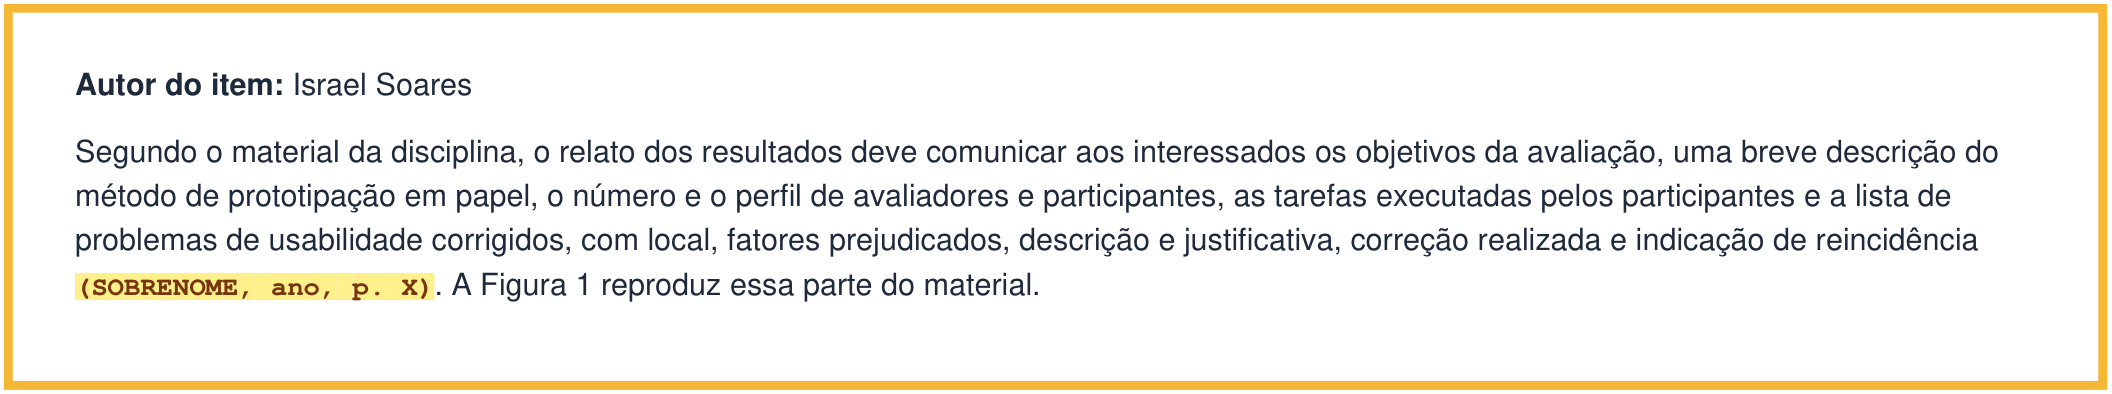 Autor do item: Israel Soares
Segundo o material da disciplina, o relato dos resultados deve comunicar aos interessados os objetivos da avaliação, uma breve descrição do
método de prototipação em papel, o número e o perfil de avaliadores e participantes, as tarefas executadas pelos participantes e a lista de
problemas de usabilidade corrigidos, com local, fatores prejudicados, descrição e justificativa, correção realizada e indicação de reincidência
(SOBRENOME, ano, p. X). A Figura 1 reproduz essa parte do material.